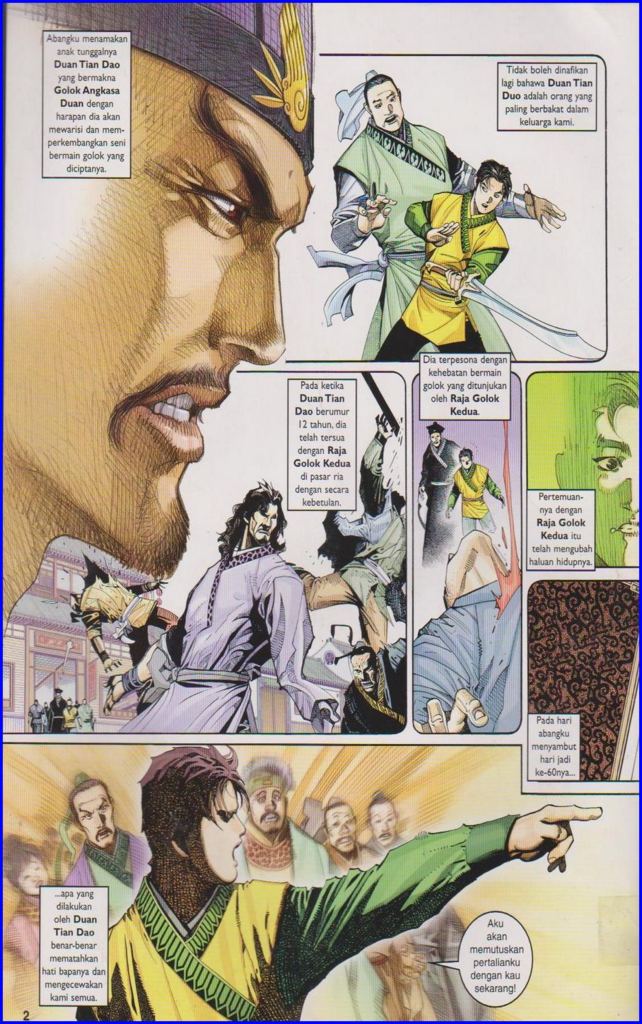 Abangku menamakan
anak tunggalnya
Duan Tian Dao
yang bermakna
Golok Angkasa
Duan dengan
harapan dia akan
mewarisi dan mem-
perkembangkan seni
bermain golok yang
diciptanya.
Tidak boleh dinafikan
lagi bahawa Duan Tian
Duo adalah orang yang
paling berbakat dalam
keluarga kami.
Pada ketika
Duan Tian
Dao berumur
12 tahun, dia
telah tersua
dengan Raja
Golok Kedua
di pasar ria
dengan secara
kebetulan.
Dia terpesona dengan
kehebatan bermain
golok yang ditunjukan
oleh Raja Golok
Kedua.
Pertemuan-
nya dengan
Raja Golok
Kedua itu
telah mengubah
haluan hidupnya.
Pada hari
abangku
menyambut
hari jadi
ke-60nya...
...apa yang
dilakukan
oleh Duan
Tian Dao
benar-benar
mematahkan
hati bapanya dan
mengecewakan
kami semua.
Aku
akan
memutuskan
pertalianku
dengan kau
sekarang!
2